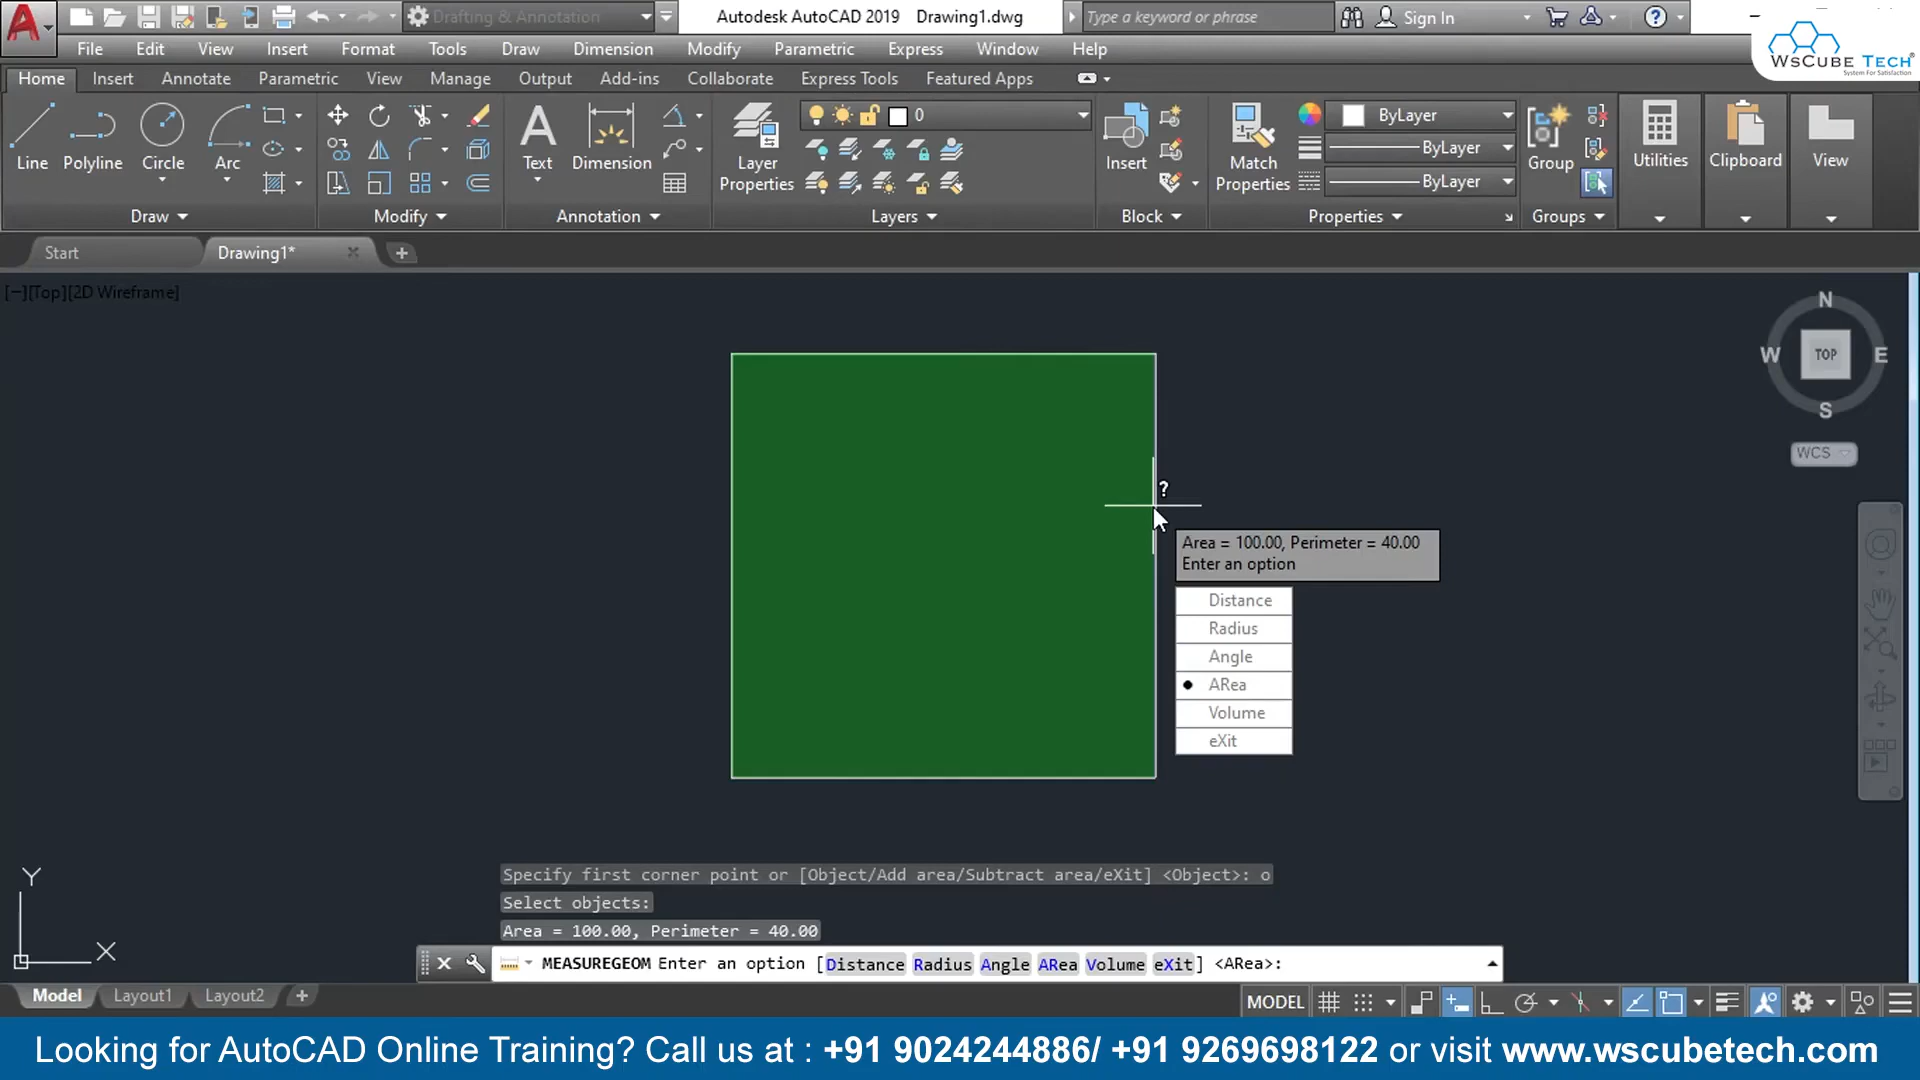 Drafting & Annotation
Autodesk AutoCAD 2019 Drawing1.dwg
Type a keyword or phrase
Sign In
WsCube Tech
System For Satisfaction
File Edit View Insert Format Tools Draw Dimension Modify Parametric Express Window Help
Home Insert Annotate Parametric View Manage Output Add-ins Collaborate Express Tools Featured Apps
0
ByLayer
ByLayer
ByLayer
Line Polyline Circle Arc
Text Dimension
Layer Properties
Insert
Match Properties
Group
Utilities Clipboard View
Draw Modify Annotation Layers Block Properties Groups
Start Drawing1*
[−][Top][2D Wireframe]
N
W TOP E
S
WCS
?
Area = 100.00, Perimeter = 40.00
Enter an option
Distance
Radius
Angle
ARea
Volume
eXit
Y
X
Specify first corner point or [Object/Add area/Subtract area/eXit] <Object>: o
Select objects:
Area = 100.00, Perimeter = 40.00
MEASUREGEOM Enter an option [Distance Radius Angle ARea Volume eXit] <ARea>:
Model Layout1 Layout2
MODEL
Looking for AutoCAD Online Training? Call us at : +91 9024244886/ +91 9269698122 or visit www.wscubetech.com